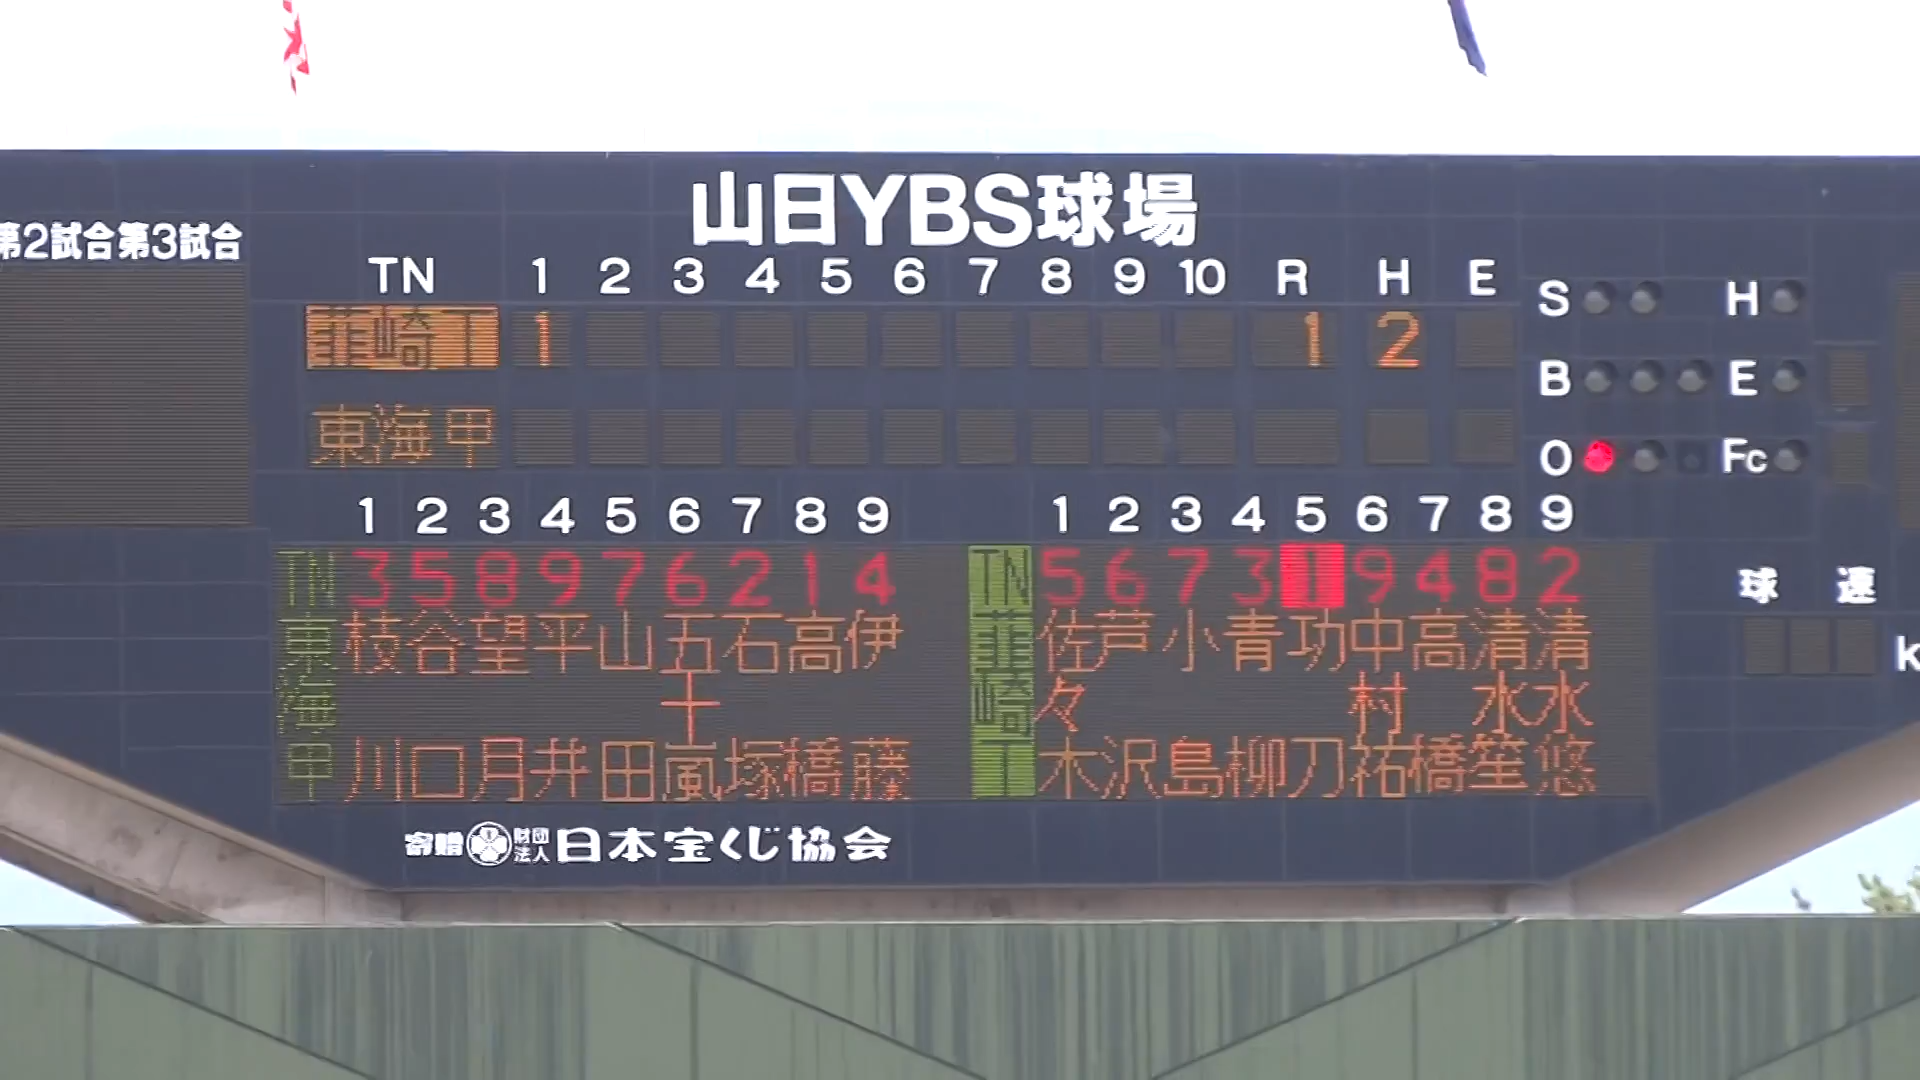 山日YBS球場
第2試合第3試合
TN 1 2 3 4 5 6 7 8 9 10 R H E
韮崎工 1 1 2
東海甲
S H
B E
O Fc
1 2 3 4 5 6 7 8 9
TN 3 5 8 9 7 6 2 1 4
東海甲 枝川 谷口 望月 平井 山田 五十嵐 石塚 高橋 伊藤
1 2 3 4 5 6 7 8 9
TN 5 6 7 3 1 9 4 8 2
韮崎工 佐々木 芦沢 小島 青柳 功刀 中村祐 高橋 清水笙 清水悠
球速
k
寄贈 財団法人 日本宝くじ協会